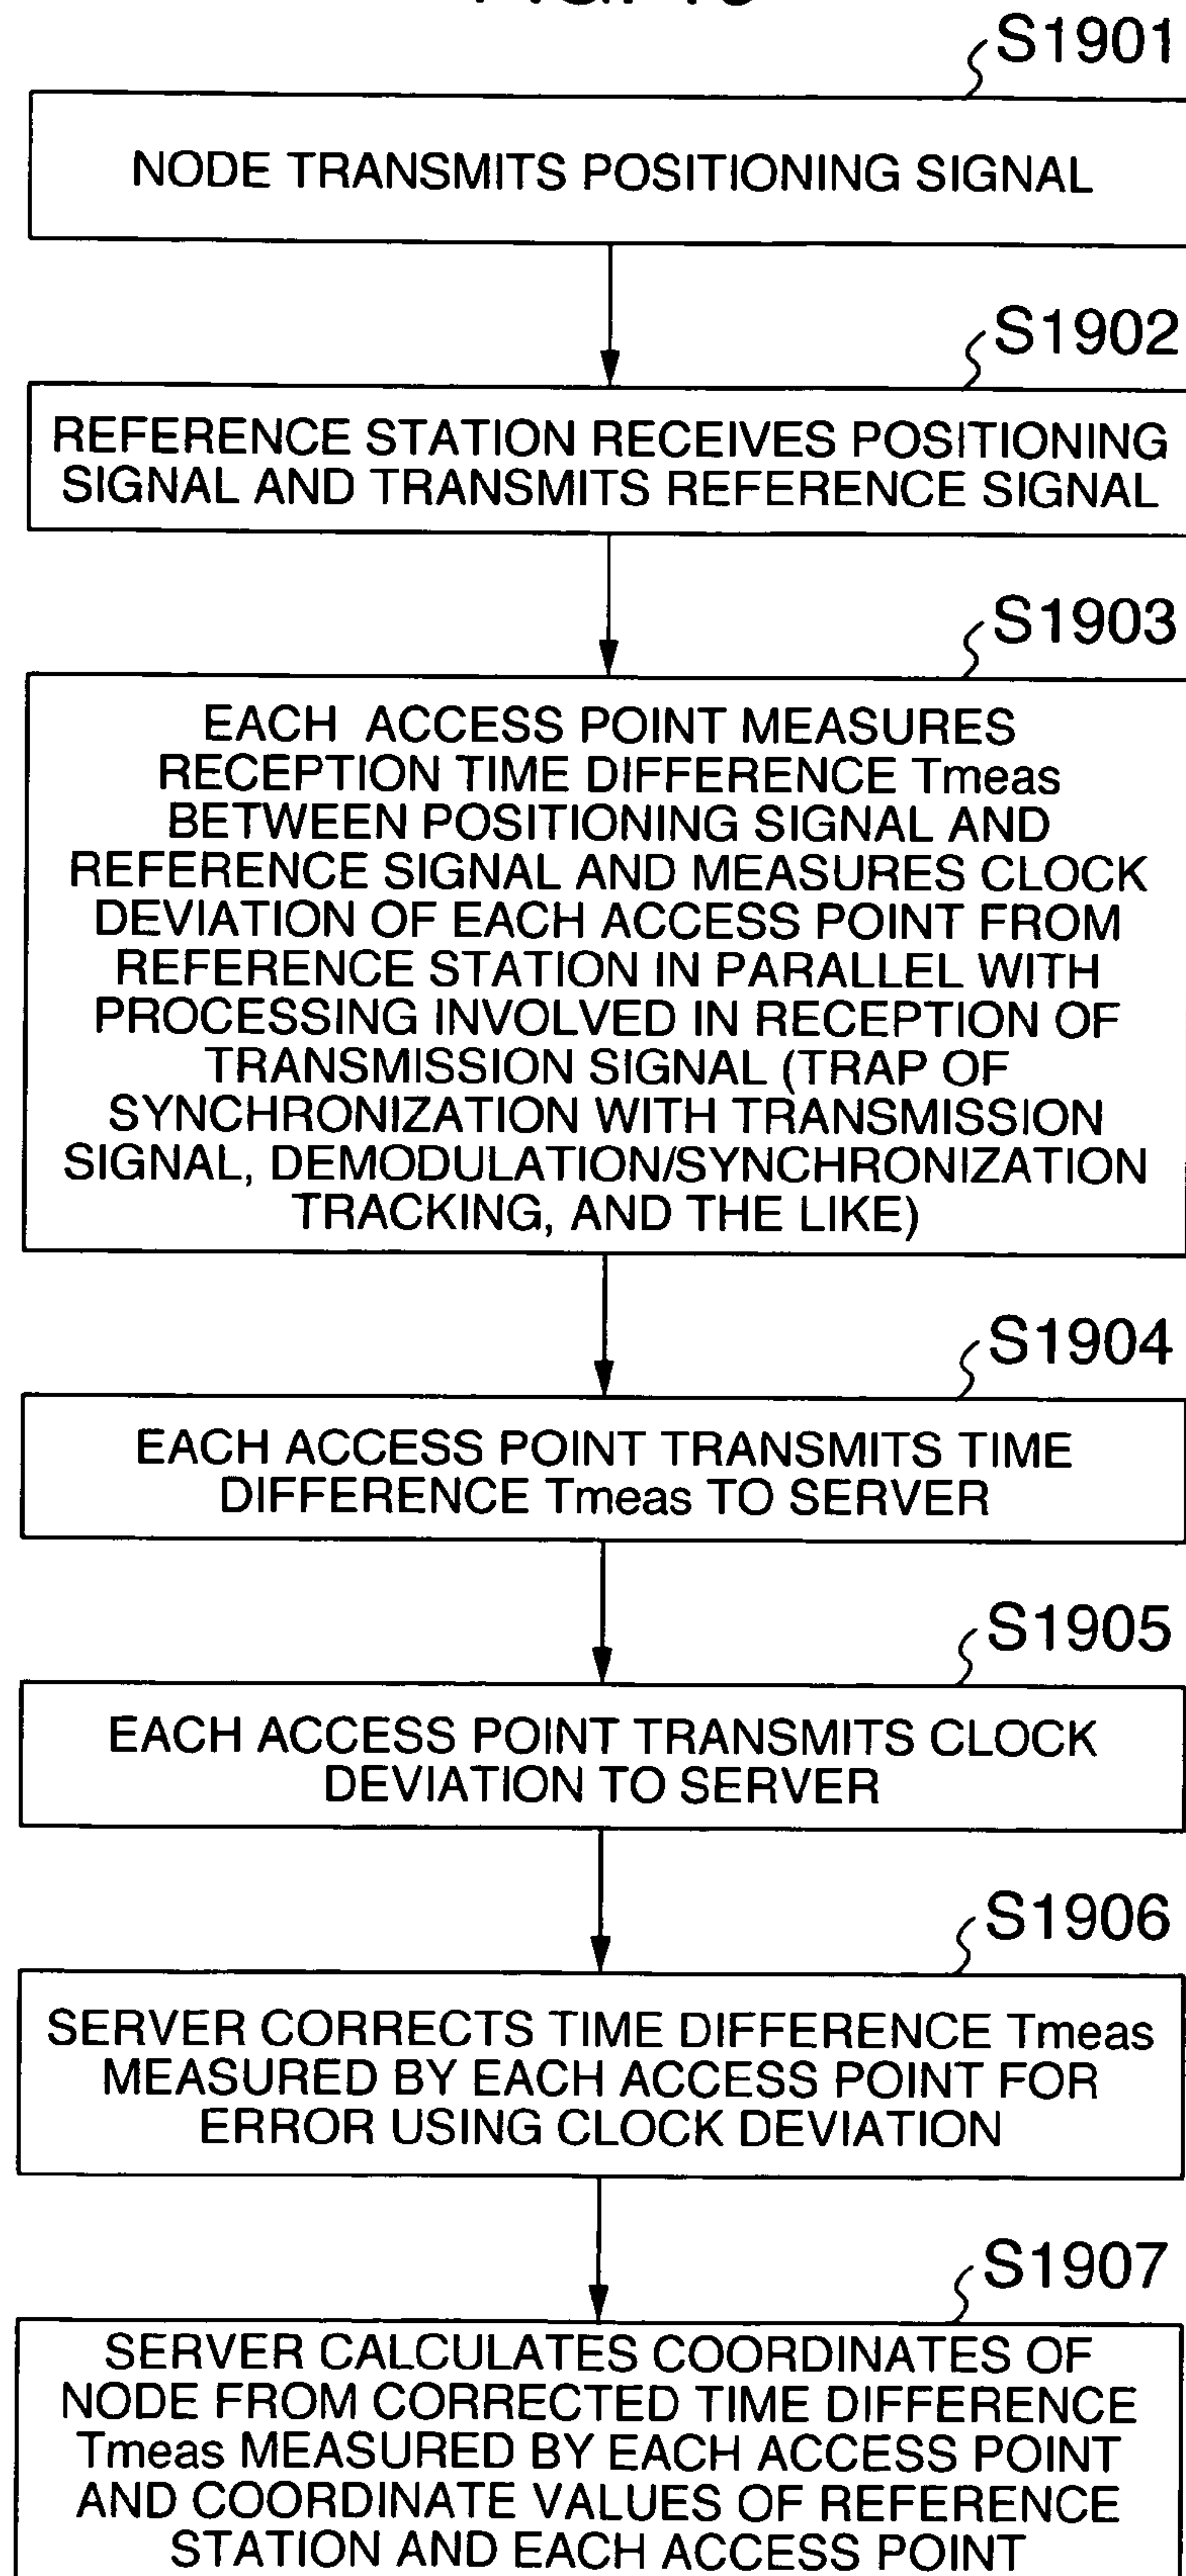 S1901
NODE TRANSMITS POSITIONING SIGNAL
S1902
REFERENCE STATION RECEIVES POSITIONING
SIGNAL AND TRANSMITS REFERENCE SIGNAL
S1903
EACH ACCESS POINT MEASURES
RECEPTION TIME DIFFERENCE Tmeas
BETWEEN POSITIONING SIGNAL AND
REFERENCE SIGNAL AND MEASURES CLOCK
DEVIATION OF EACH ACCESS POINT FROM
REFERENCE STATION IN PARALLEL WITH
PROCESSING INVOLVED IN RECEPTION OF
TRANSMISSION SIGNAL (TRAP OF
SYNCHRONIZATION WITH TRANSMISSION
SIGNAL, DEMODULATION/SYNCHRONIZATION
TRACKING, AND THE LIKE)
S1904
EACH ACCESS POINT TRANSMITS TIME
DIFFERENCE Tmeas TO SERVER
S1905
EACH ACCESS POINT TRANSMITS CLOCK
DEVIATION TO SERVER
S1906
SERVER CORRECTS TIME DIFFERENCE Tmeas
MEASURED BY EACH ACCESS POINT FOR
ERROR USING CLOCK DEVIATION
S1907
SERVER CALCULATES COORDINATES OF
NODE FROM CORRECTED TIME DIFFERENCE
Tmeas MEASURED BY EACH ACCESS POINT
AND COORDINATE VALUES OF REFERENCE
STATION AND EACH ACCESS POINT